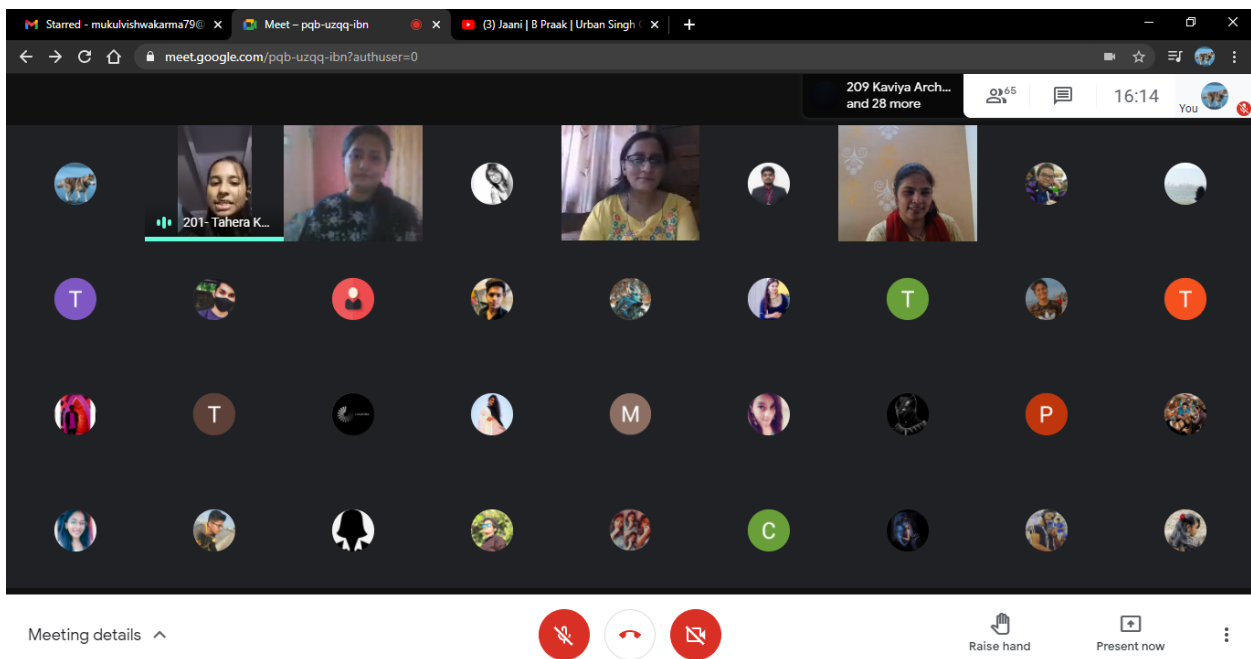 Starred - mukulvishwakarma79@
Meet – pqb-uzqq-ibn
(3) Jaani | B Praak | Urban Singh
meet.google.com/pqb-uzqq-ibn?authuser=0
209 Kaviya Arch...
and 28 more
65
16:14
You
201- Tahera K...
T
T
T
T
M
P
C
Meeting details
Raise hand
Present now